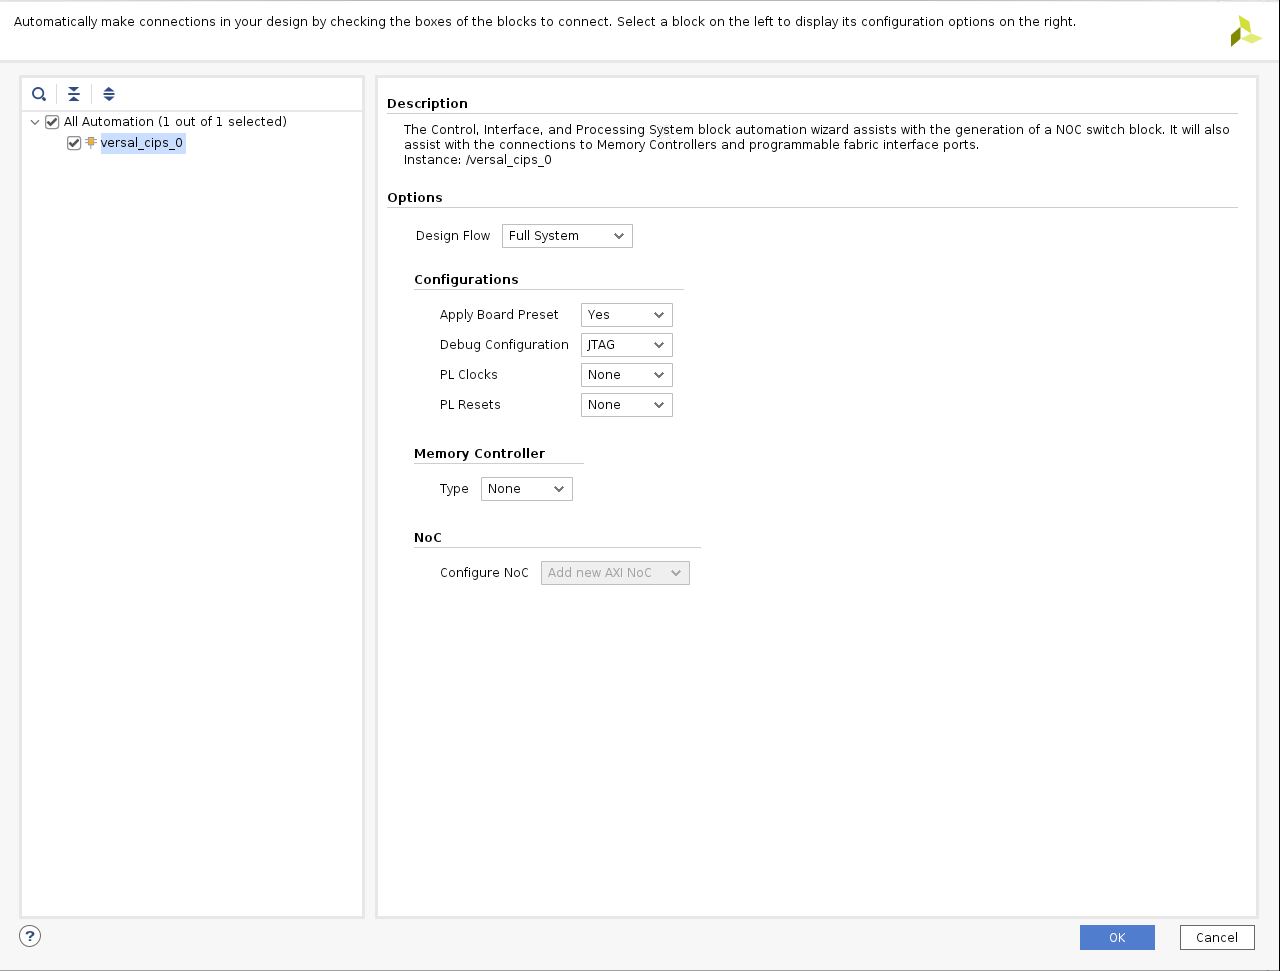 Automatically make connections in your design by checking the boxes of the blocks to connect. Select a block on the left to display its configuration options on the right.
All Automation (1 out of 1 selected)
versal_cips_0
Description
The Control, Interface, and Processing System block automation wizard assists with the generation of a NOC switch block. It will also
assist with the connections to Memory Controllers and programmable fabric interface ports.
Instance: /versal_cips_0
Options
Design Flow Full System
Configurations
Apply Board Preset Yes
Debug Configuration JTAG
PL Clocks None
PL Resets None
Memory Controller
Type None
NoC
Configure NoC Add new AXI NoC
? OK Cancel